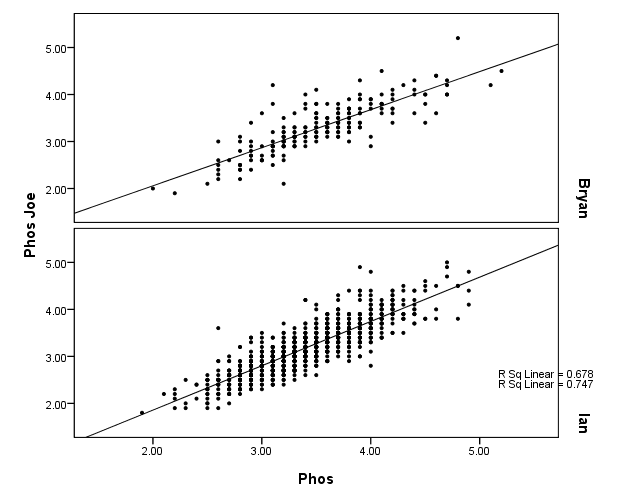 5.00
4.00
3.00
2.00
Bryan
Phos Joe
5.00
4.00
3.00
2.00
R Sq Linear = 0.678
R Sq Linear = 0.747
Ian
2.00 3.00 4.00 5.00
Phos